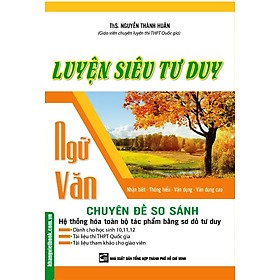 ThS. NGUYỄN THÀNH HUÂN
(Giáo viên chuyên luyện thi THPT Quốc gia)
LUYỆN SIÊU TƯ DUY
NGỮ VĂN
Nhận biết - Thông hiểu - Vận dụng - Vận dụng cao
CHUYÊN ĐỀ SO SÁNH
Hệ thống hóa toàn bộ tác phẩm bằng sơ đồ tư duy
Dành cho học sinh 10,11,12
Tài liệu thi THPT Quốc gia
Tài liệu tham khảo cho giáo viên
khangvietbook.com.vn
NHÀ XUẤT BẢN TỔNG HỢP THÀNH PHỐ HỒ CHÍ MINH